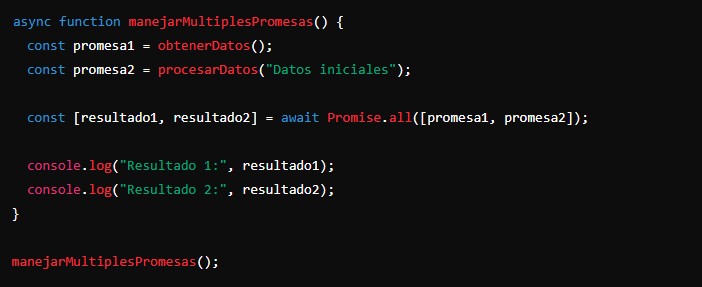 async function manejarMultiplesPromesas() {
  const promesa1 = obtenerDatos();
  const promesa2 = procesarDatos("Datos iniciales");

  const [resultado1, resultado2] = await Promise.all([promesa1, promesa2]);

  console.log("Resultado 1:", resultado1);
  console.log("Resultado 2:", resultado2);
}

manejarMultiplesPromesas();